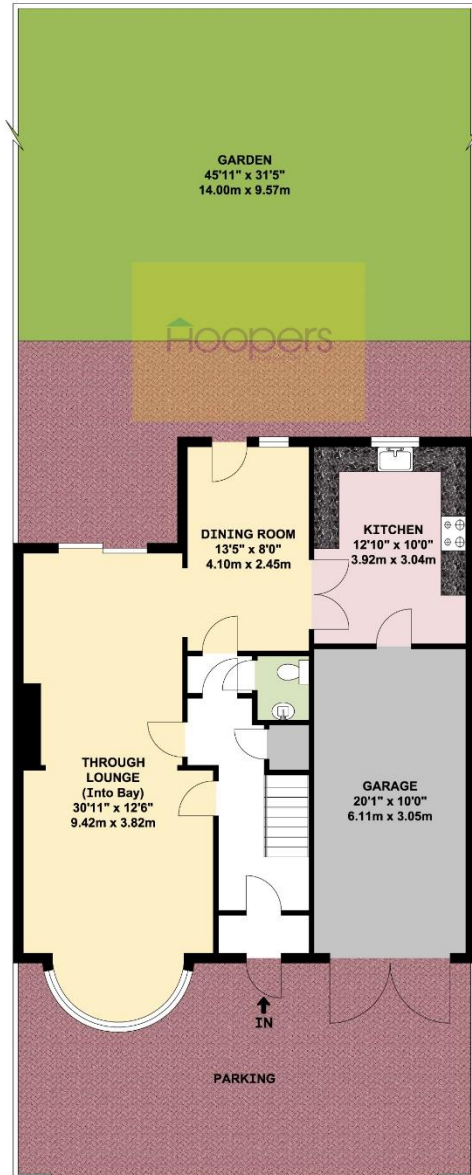 GARDEN
45'11" x 31'5"
14.00m x 9.57m
Hoopers
DINING ROOM
13'5" x 8'0"
4.10m x 2.45m
KITCHEN
12'10" x 10'0"
3.92m x 3.04m
THROUGH
LOUNGE
(Into Bay)
30'11" x 12'6"
9.42m x 3.82m
GARAGE
20'1" x 10'0"
6.11m x 3.05m
IN
PARKING